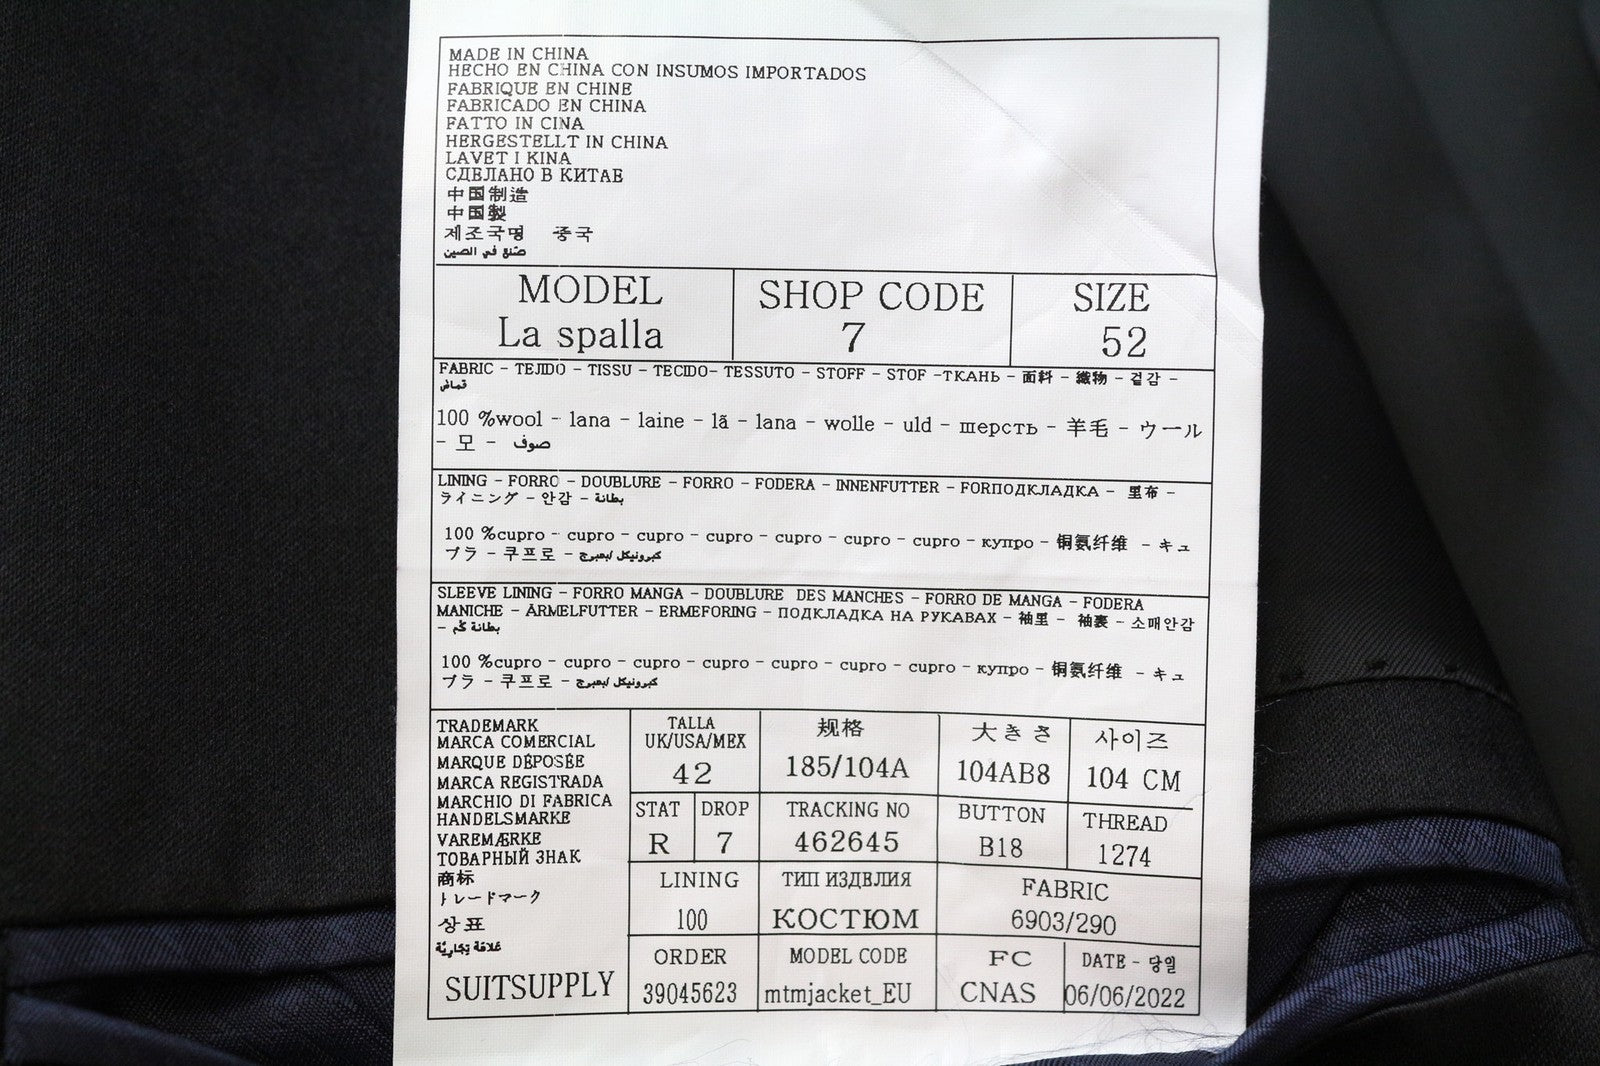 MADE IN CHINA
HECHO EN CHINA CON INSUMOS IMPORTADOS
FABRIQUE EN CHINE
FABRICADO EN CHINA
FATTO IN CINA
HERGESTELLT IN CHINA
LAVET I KINA
СДЕЛАНО В КИТАЕ
中国制造
中国製
제조국명 중국
صنع في الصين
MODEL
La spalla
SHOP CODE
7
SIZE
52
FABRIC - TEJIDO - TISSU - TECIDO- TESSUTO - STOFF - STOF -ТКАНЬ - 面料 - 織物 - 겉감 -
قماش
100 %wool - lana - laine - lã - lana - wolle - uld - шерсть - 羊毛 - ウール
- 모 - صوف
LINING - FORRO - DOUBLURE - FORRO - FODERA - INNENFUTTER - FORПОДКЛАДКА - 里布 -
ライニング - 안감 - بطانة
100 %cupro - cupro - cupro - cupro - cupro - cupro - cupro - купро - 铜氨纤维 - キュ
プラ - 쿠프로 - كبرونيكل /بمبرج
SLEEVE LINING - FORRO MANGA - DOUBLURE DES MANCHES - FORRO DE MANGA - FODERA
MANICHE - ÄRMELFUTTER - ERMEFORING - ПОДКЛАДКА НА РУКАВАХ - 袖里 - 袖裏 - 소매안감
- بطانة كُم
100 %cupro - cupro - cupro - cupro - cupro - cupro - cupro - купро - 铜氨纤维 - キュ
プラ - 쿠프로 - كبرونيكل /بمبرج
TRADEMARK
MARCA COMERCIAL
MARQUE DÉPOSÉE
MARCA REGISTRADA
MARCHIO DI FABRICA
HANDELSMARKE
VAREMÆRKE
ТОВАРНЫЙ ЗНАК
商标
トレードマーク
상표
علاقة تجارية
SUITSUPPLY
TALLA
UK/USA/MEX
42
规格
185/104A
大きさ
104AB8
사이즈
104 CM
STAT
R
DROP
7
TRACKING NO
462645
BUTTON
B18
THREAD
1274
LINING
100
ТИП ИЗДЕЛИЯ
КОСТЮМ
FABRIC
6903/290
ORDER
39045623
MODEL CODE
mtmjacket_EU
FC
CNAS
DATE - 당일
06/06/2022